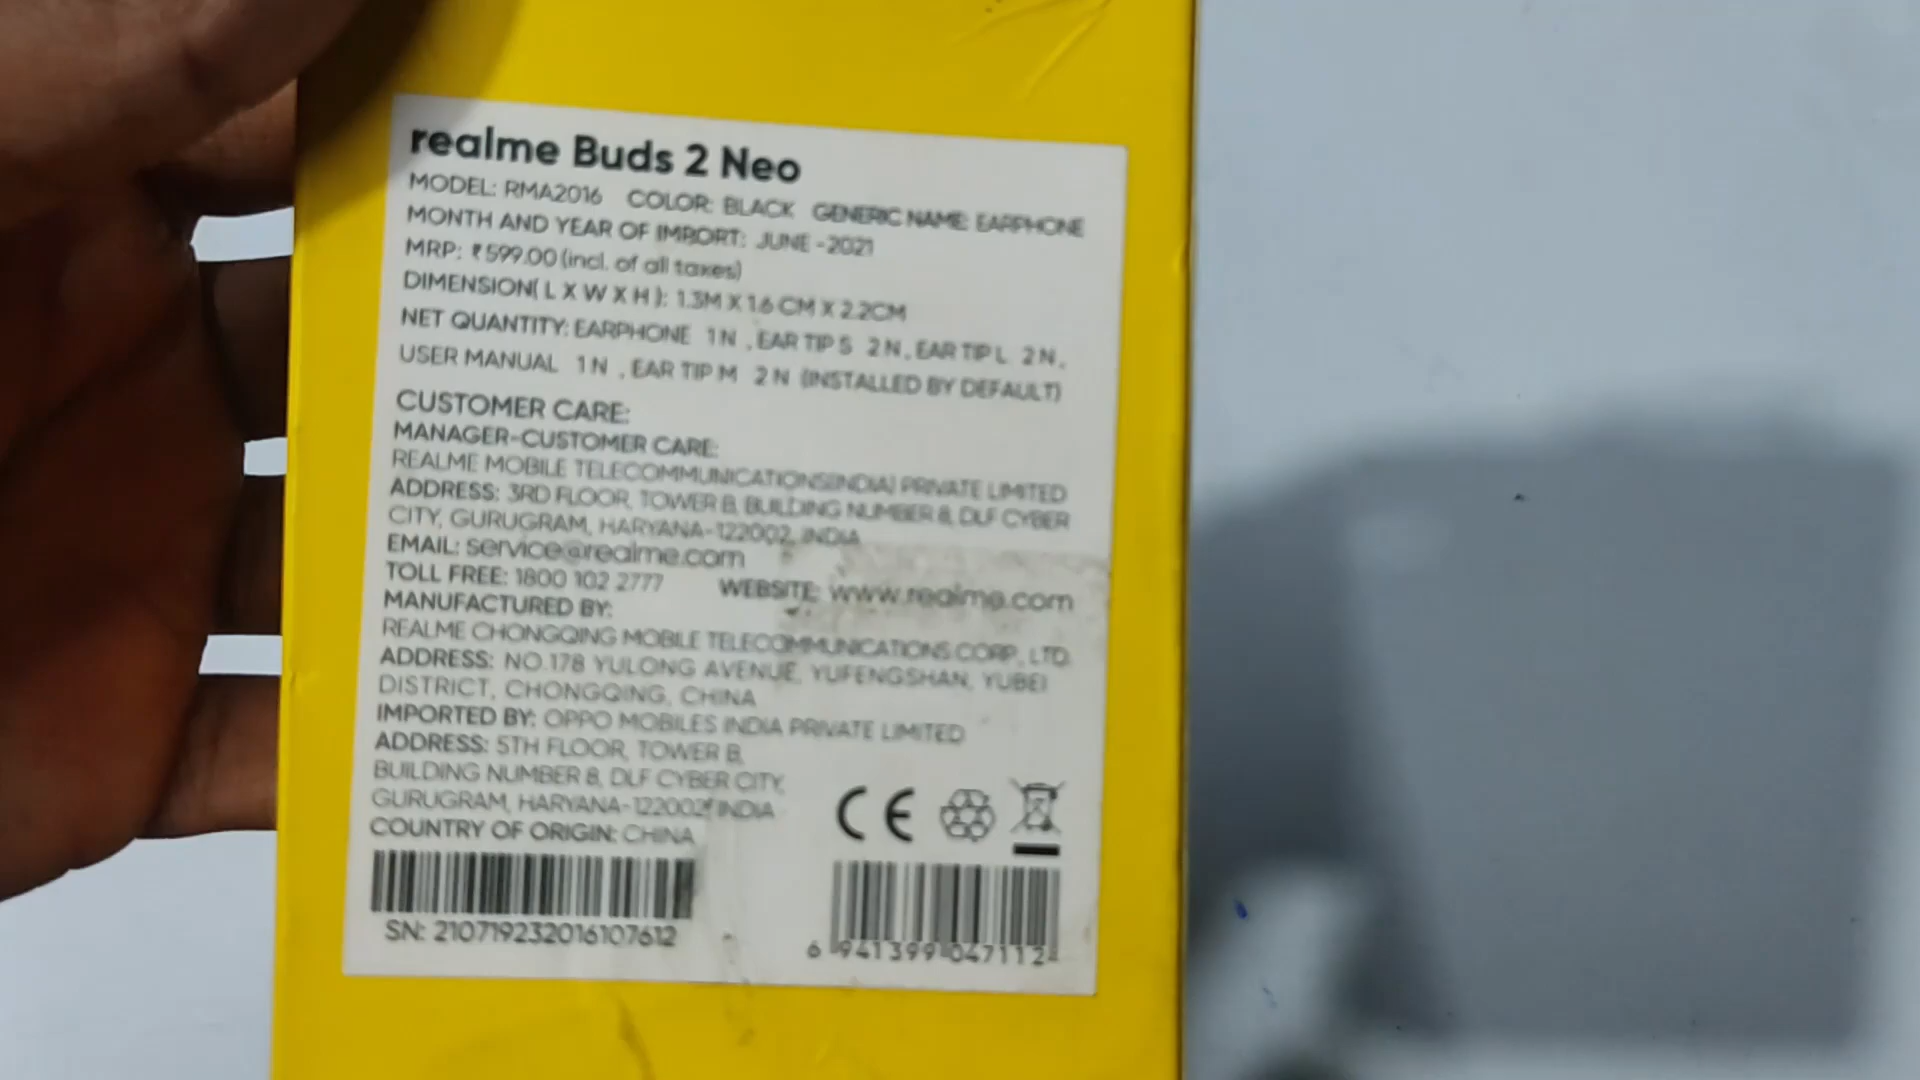 realme Buds 2 Neo
MODEL: RMA2016 COLOR: BLACK GENERIC NAME: EARPHONE
MONTH AND YEAR OF IMPORT: JUNE -2021
MRP: ₹599.00 (incl. of all taxes)
DIMENSION( L X W X H ): 1.3M X 1.6 CM X 2.2CM
NET QUANTITY: EARPHONE 1 N , EAR TIP S 2 N , EAR TIP L 2 N ,
USER MANUAL 1 N , EAR TIP M 2 N (INSTALLED BY DEFAULT)
CUSTOMER CARE:
MANAGER-CUSTOMER CARE:
REALME MOBILE TELECOMMUNICATIONS(INDIA) PRIVATE LIMITED
ADDRESS: 3RD FLOOR, TOWER B, BUILDING NUMBER 8, DLF CYBER
CITY, GURUGRAM, HARYANA-122002, INDIA
EMAIL: service@realme.com
TOLL FREE: 1800 102 2777 WEBSITE: www.realme.com
MANUFACTURED BY:
REALME CHONGQING MOBILE TELECOMMUNICATIONS CORP., LTD.
ADDRESS: NO.178 YULONG AVENUE, YUFENGSHAN, YUBEI
DISTRICT, CHONGQING, CHINA
IMPORTED BY: OPPO MOBILES INDIA PRIVATE LIMITED
ADDRESS: 5TH FLOOR, TOWER B,
BUILDING NUMBER 8, DLF CYBER CITY,
GURUGRAM, HARYANA-122002, INDIA
COUNTRY OF ORIGIN: CHINA
CE
SN: 210719232016107612
6 941399 047112